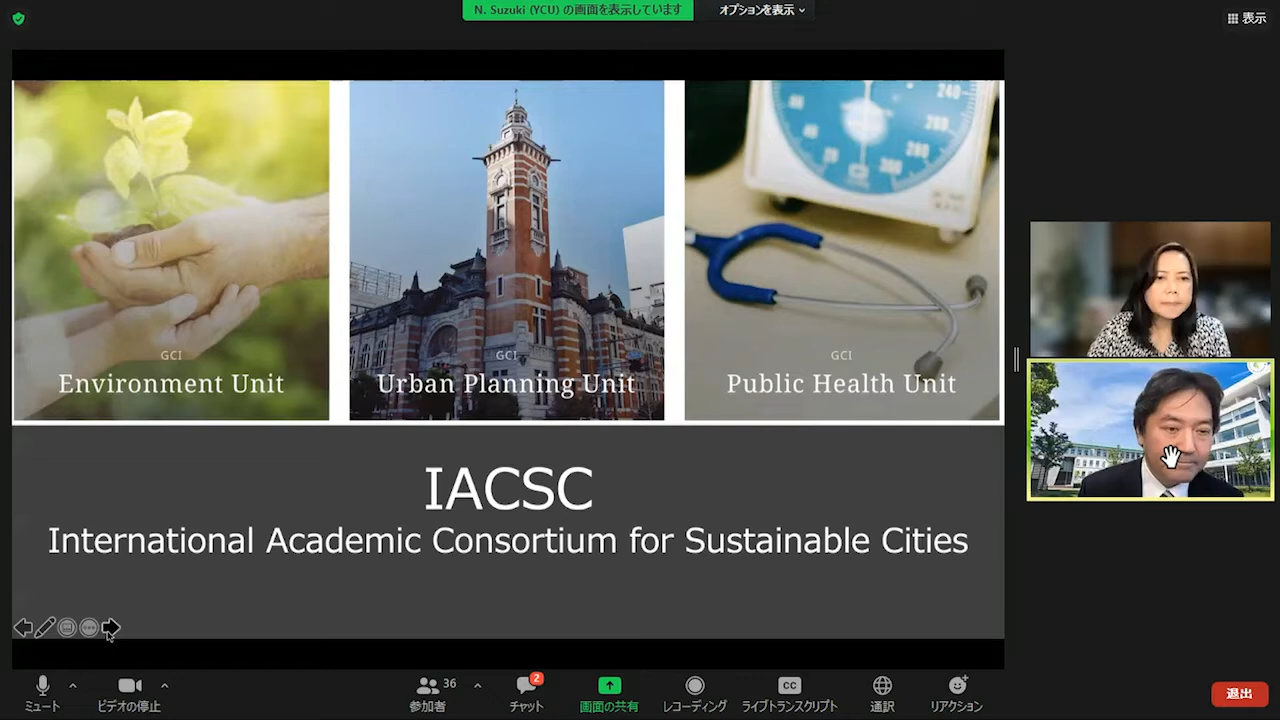 N. Suzuki (YCU) の画面を表示しています
オプションを表示
表示
GCI
Environment Unit
GCI
Urban Planning Unit
GCI
Public Health Unit
IACSC
International Academic Consortium for Sustainable Cities
ミュート
ビデオの停止
36
参加者
2
チャット
画面の共有
レコーディング
CC
ライブトランスクリプト
通訳
リアクション
退出